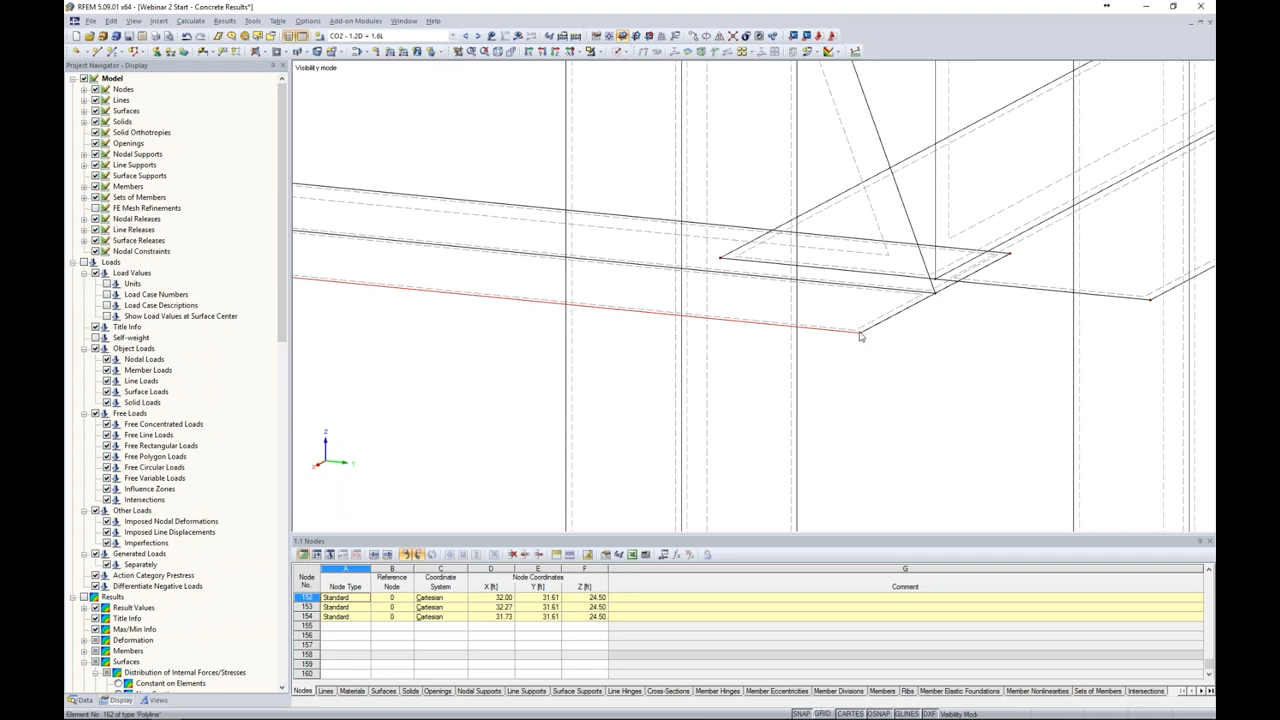 RFEM 5.09.01 x64 - [Webinar 2 Start - Concrete Results*]
File Edit View Insert Calculate Results Tools Table Options Add-on Modules Window Help
CO2 - 1.2D + 1.6L
Project Navigator - Display
Visibility mode
Model
Nodes
Lines
Surfaces
Solids
Solid Orthotropies
Openings
Nodal Supports
Line Supports
Surface Supports
Members
Sets of Members
FE Mesh Refinements
Nodal Releases
Line Releases
Surface Releases
Nodal Constraints
Loads
Load Values
Units
Load Case Numbers
Load Case Descriptions
Show Load Values at Surface Center
Title Info
Self-weight
Object Loads
Nodal Loads
Member Loads
Line Loads
Surface Loads
Solid Loads
Free Loads
Free Concentrated Loads
Free Line Loads
Free Rectangular Loads
Free Polygon Loads
Free Circular Loads
Free Variable Loads
Influence Zones
Intersections
Other Loads
Imposed Nodal Deformations
Imposed Line Displacements
Imperfections
Generated Loads
Separately
Action Category Prestress
Differentiate Negative Loads
Results
Result Values
Title Info
Max/Min Info
Deformation
Members
Surfaces
Distribution of Internal Forces/Stresses
Constant on Elements
Data Display Views
Z
X Y
1.1 Nodes
A B C D E F G
Node No. Node Type Reference Node Coordinate System Node Coordinates X [ft] Y [ft] Z [ft] Comment
152 Standard 0 Cartesian 32.00 31.61 24.50
153 Standard 0 Cartesian 32.27 31.61 24.50
154 Standard 0 Cartesian 31.73 31.61 24.50
155
156
157
158
159
160
Nodes Lines Materials Surfaces Solids Openings Nodal Supports Line Supports Surface Supports Line Hinges Cross-Sections Member Hinges Member Eccentricities Member Divisions Members Ribs Member Elastic Foundations Member Nonlinearities Sets of Members Intersections
Element No. 162 of type 'Polyline'
SNAP GRID CARTES OSNAP GLINES DXF Visibility Mod